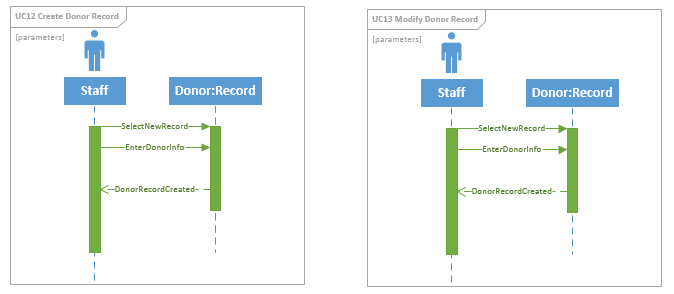 UC12 Create Donor Record
[parameters]
Staff
Donor:Record
SelectNewRecord
EnterDonorInfo
DonorRecordCreated
UC13 Modify Donor Record
[parameters]
Staff
Donor:Record
SelectNewRecord
EnterDonorInfo
DonorRecordCreated